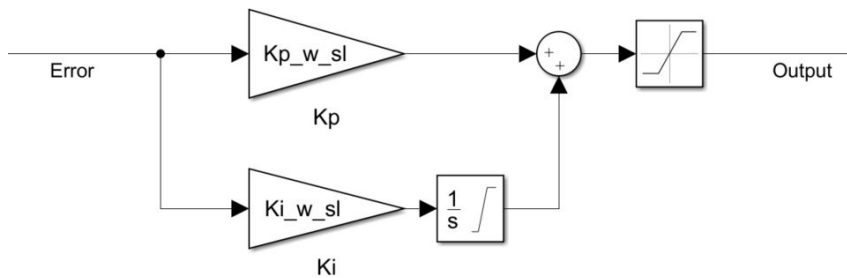 Error
Kp_w_sl
Kp
+
+
Output
Ki_w_sl
Ki
1
s